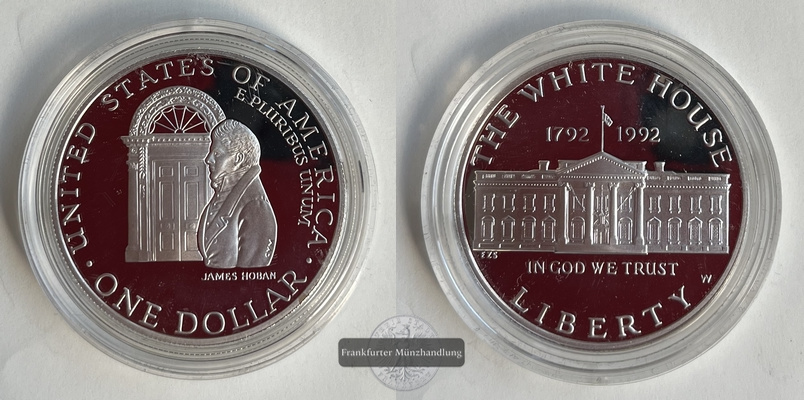 UNITED STATES OF AMERICA
E PLURIBUS UNUM
JAMES HOBAN
· ONE DOLLAR ·
THE WHITE HOUSE
1792 1992
IN GOD WE TRUST
W
LIBERTY
Frankfurter Münzhandlung